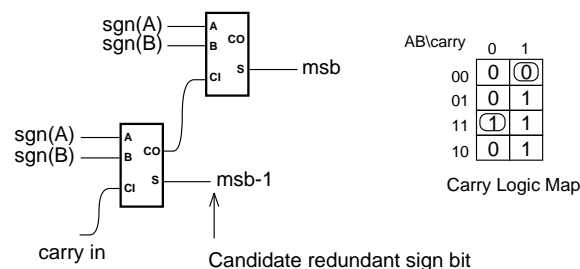 sgn(A)
sgn(B)
A
B
CI
CO
S
msb
sgn(A)
sgn(B)
A
B
CI
CO
S
msb-1
carry in
Candidate redundant sign bit
AB\carry 0 1
00 0 0
01 0 1
11 1 1
10 0 1
Carry Logic Map